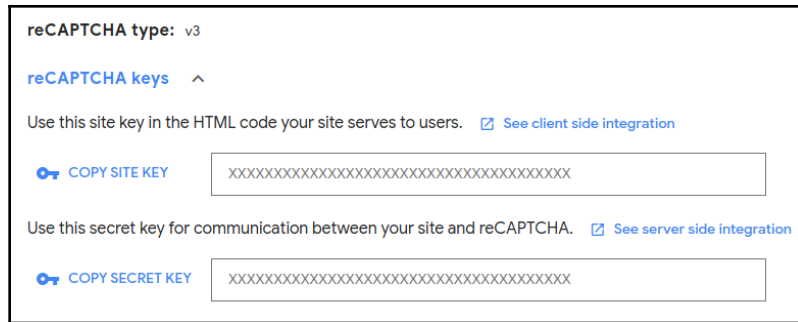 reCAPTCHA type: v3
reCAPTCHA keys
Use this site key in the HTML code your site serves to users. See client side integration
COPY SITE KEY XXXXXXXXXXXXXXXXXXXXXXXXXXXXXXXXXXXXXX
Use this secret key for communication between your site and reCAPTCHA. See server side integration
COPY SECRET KEY XXXXXXXXXXXXXXXXXXXXXXXXXXXXXXXXXXXXXX